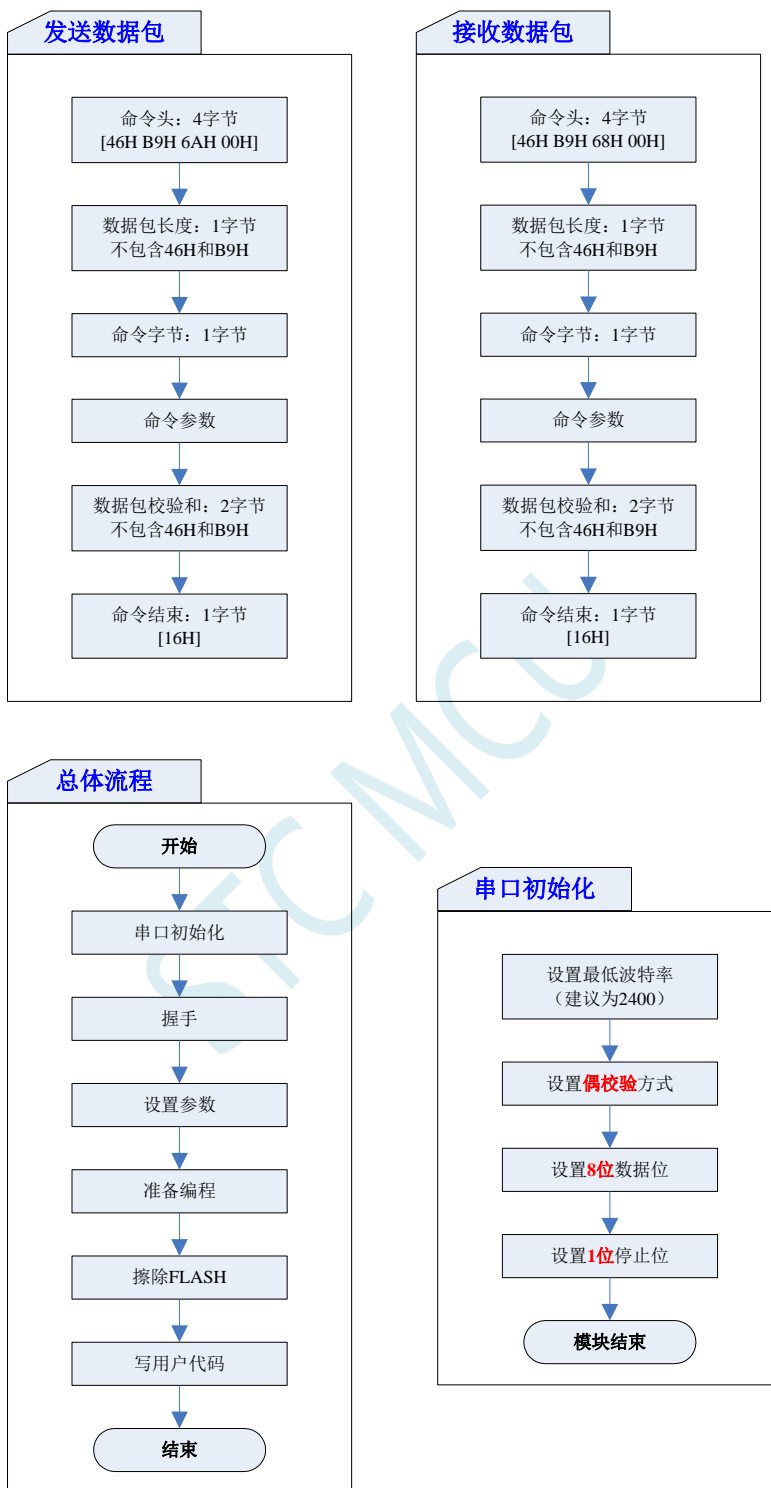 发送数据包
命令头：4字节
[46H B9H 6AH 00H]
数据包长度：1字节
不包含46H和B9H
命令字节：1字节
命令参数
数据包校验和：2字节
不包含46H和B9H
命令结束：1字节
[16H]
接收数据包
命令头：4字节
[46H B9H 68H 00H]
数据包长度：1字节
不包含46H和B9H
命令字节：1字节
命令参数
数据包校验和：2字节
不包含46H和B9H
命令结束：1字节
[16H]
总体流程
开始
串口初始化
握手
设置参数
准备编程
擦除FLASH
写用户代码
结束
串口初始化
设置最低波特率
（建议为2400）
设置偶校验方式
设置8位数据位
设置1位停止位
模块结束
STC MCU